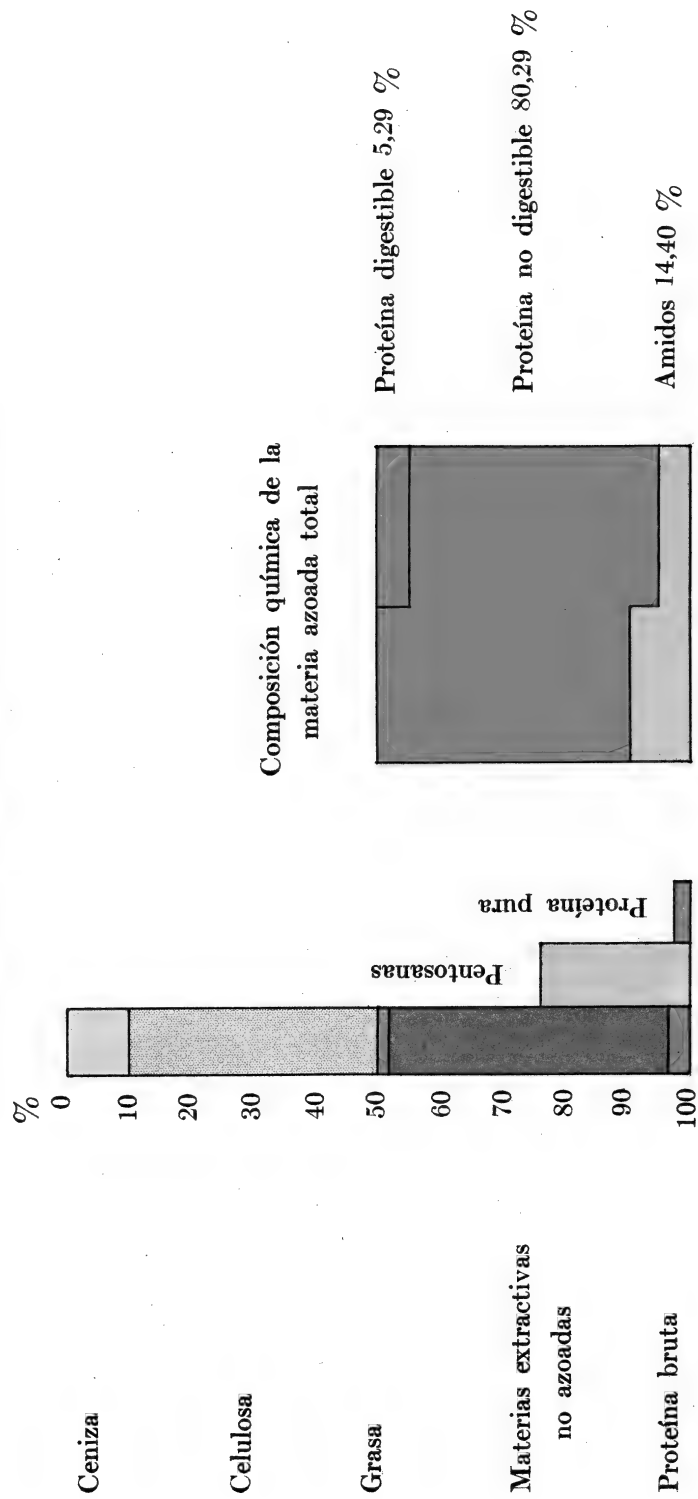 Ceniza
Celulosa
Grasa
Materias extractivas
no azoadas
Proteína bruta
%
0
10
20
30
40
50
60
70
80
90
100
Pentosanas
Proteína pura
Composición química de la
materia azoada total
Proteína digestible 5,29 %
Proteína no digestible 80,29 %
Amidos 14,40 %